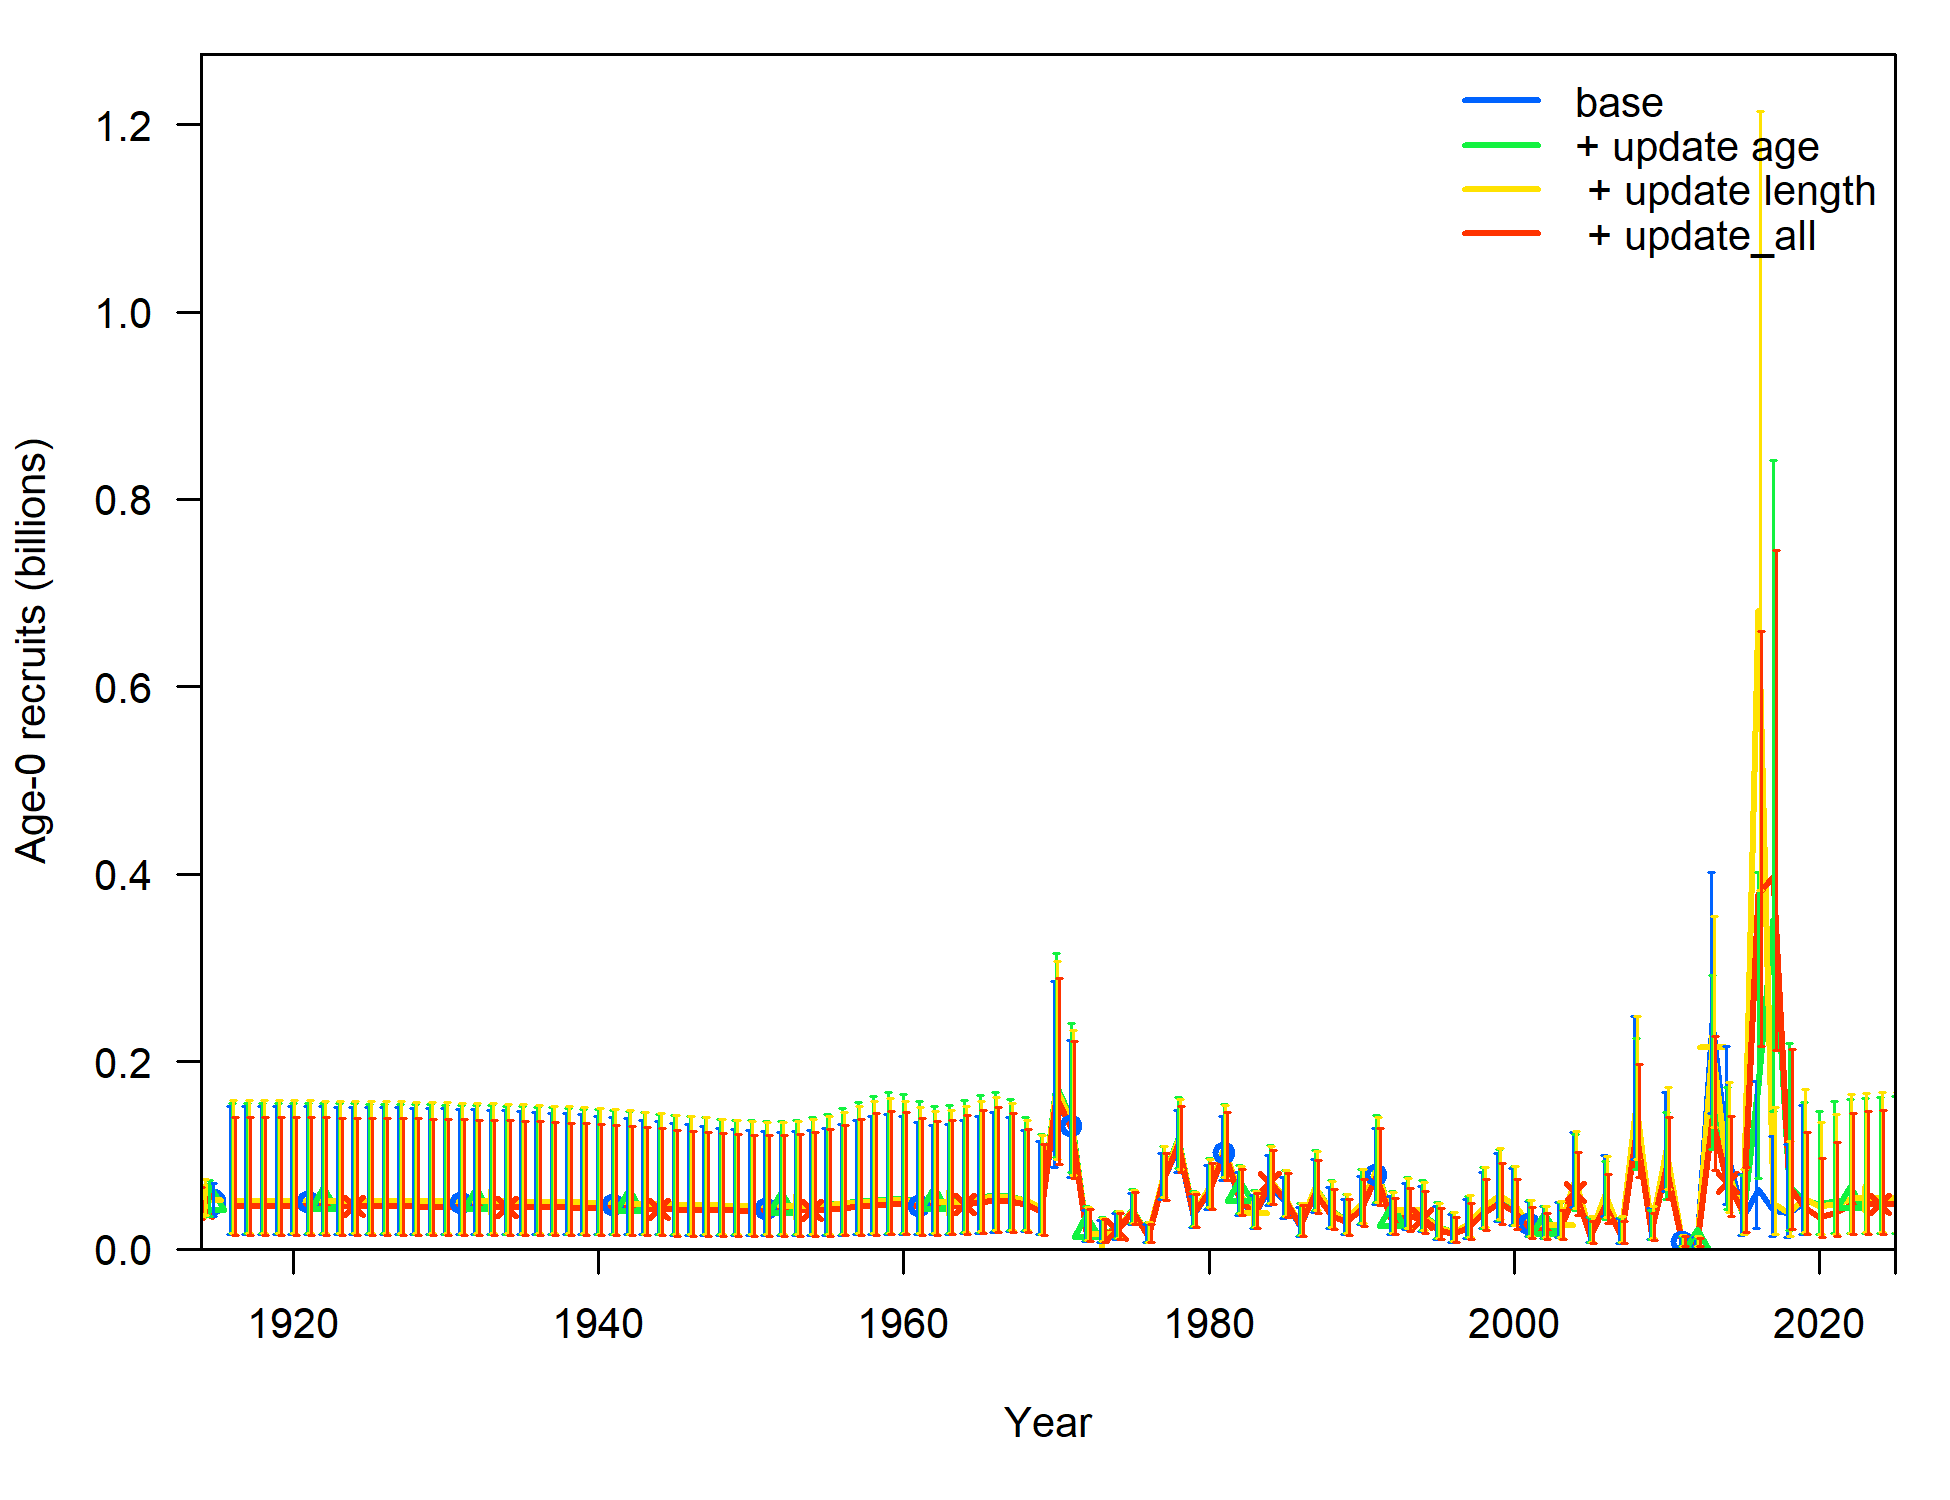 base
+ update age
+ update length
+ update_all
1.2
1.0
0.8
0.6
0.4
0.2
0.0
Age-0 recruits (billions)
1920 1940 1960 1980 2000 2020
Year